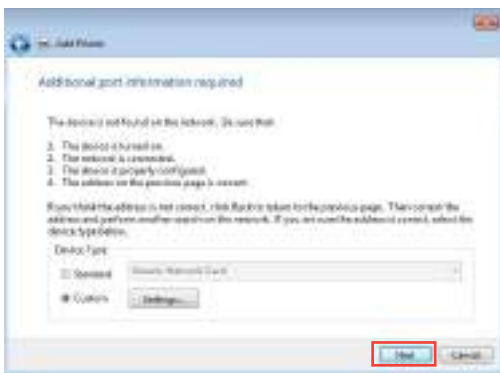 Add Printer
Additional port information required
The device is not found on the network. Be sure that:
1. The device is turned on.
2. The network is connected.
3. The device is properly configured.
4. The address on the previous page is correct.
If you think the address is not correct, click Back to return to the previous page. Then correct the
address and perform another search on the network. If you are sure the address is correct, select the
device type below.
Device Type
Standard Generic Network Card
Custom Settings...
Next Cancel